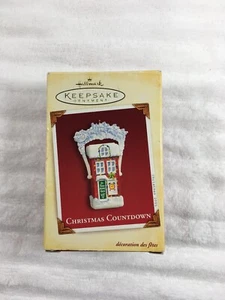 Hallmark
KEEPSAKE
ORNAMENT
CHRISTMAS COUNTDOWN
décoration des fêtes